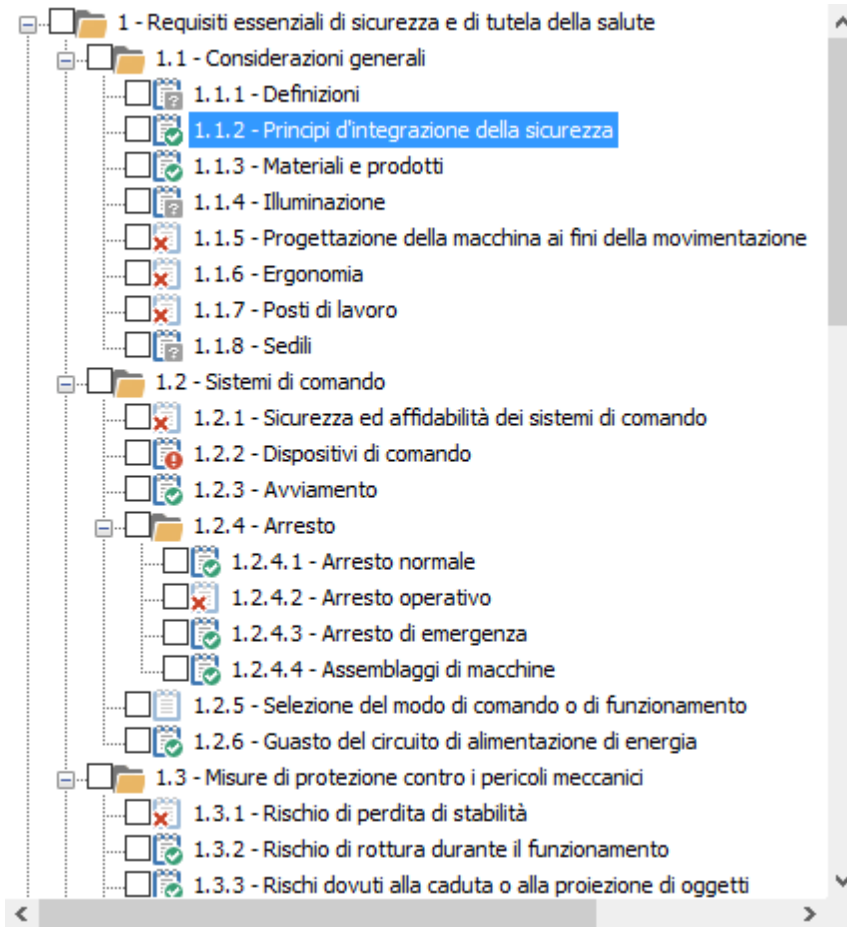 1 - Requisiti essenziali di sicurezza e di tutela della salute
1.1 - Considerazioni generali
1.1.1 - Definizioni
1.1.2 - Principi d'integrazione della sicurezza
1.1.3 - Materiali e prodotti
1.1.4 - Illuminazione
1.1.5 - Progettazione della macchina ai fini della movimentazione
1.1.6 - Ergonomia
1.1.7 - Posti di lavoro
1.1.8 - Sedili
1.2 - Sistemi di comando
1.2.1 - Sicurezza ed affidabilità dei sistemi di comando
1.2.2 - Dispositivi di comando
1.2.3 - Avviamento
1.2.4 - Arresto
1.2.4.1 - Arresto normale
1.2.4.2 - Arresto operativo
1.2.4.3 - Arresto di emergenza
1.2.4.4 - Assemblaggi di macchine
1.2.5 - Selezione del modo di comando o di funzionamento
1.2.6 - Guasto del circuito di alimentazione di energia
1.3 - Misure di protezione contro i pericoli meccanici
1.3.1 - Rischio di perdita di stabilità
1.3.2 - Rischio di rottura durante il funzionamento
1.3.3 - Rischi dovuti alla caduta o alla proiezione di oggetti